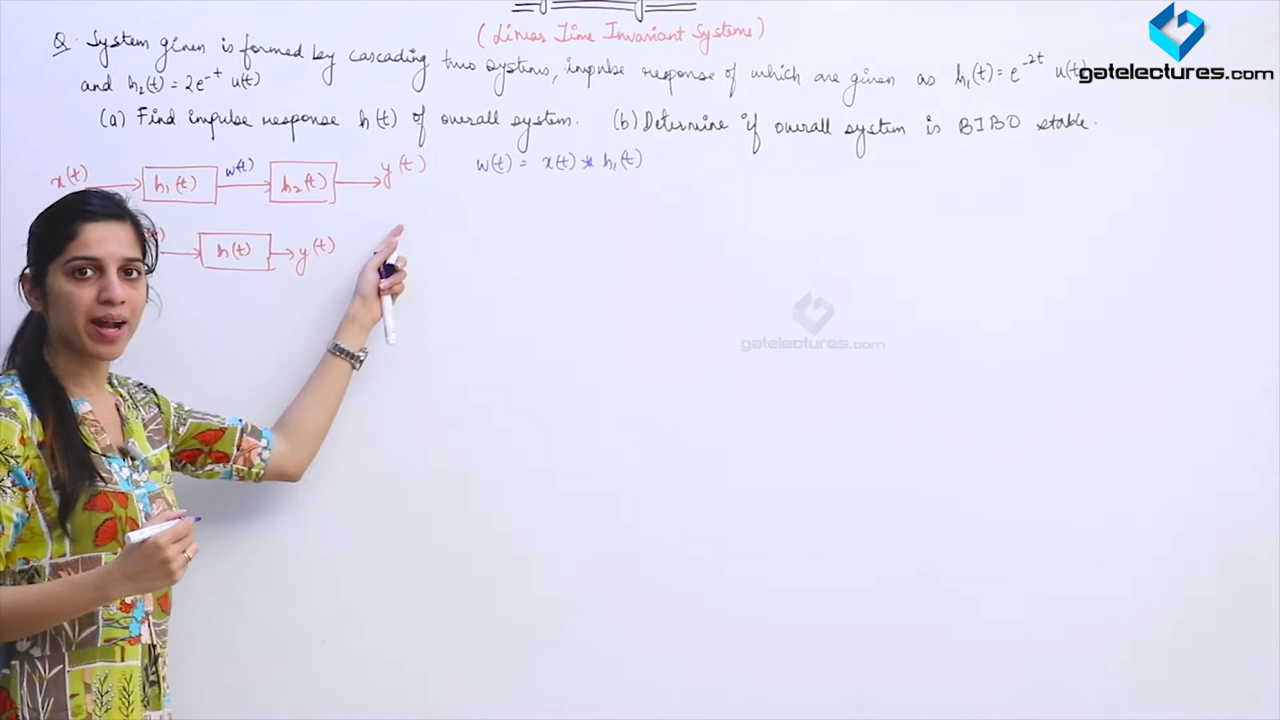 (Linear Time Invariant Systems)
Q. System given is formed by cascading two systems, impulse response of which are given as h₁(t) = e^-2t u(t)
and h₂(t) = 2e^-t u(t)
(a) Find impulse response h(t) of overall system. (b) Determine if overall system is BIBO stable.
x(t) h₁(t) w(t) h₂(t) y(t)
w(t) = x(t) * h₁(t)
h(t) y(t)
gatelectures.com
gatelectures.com